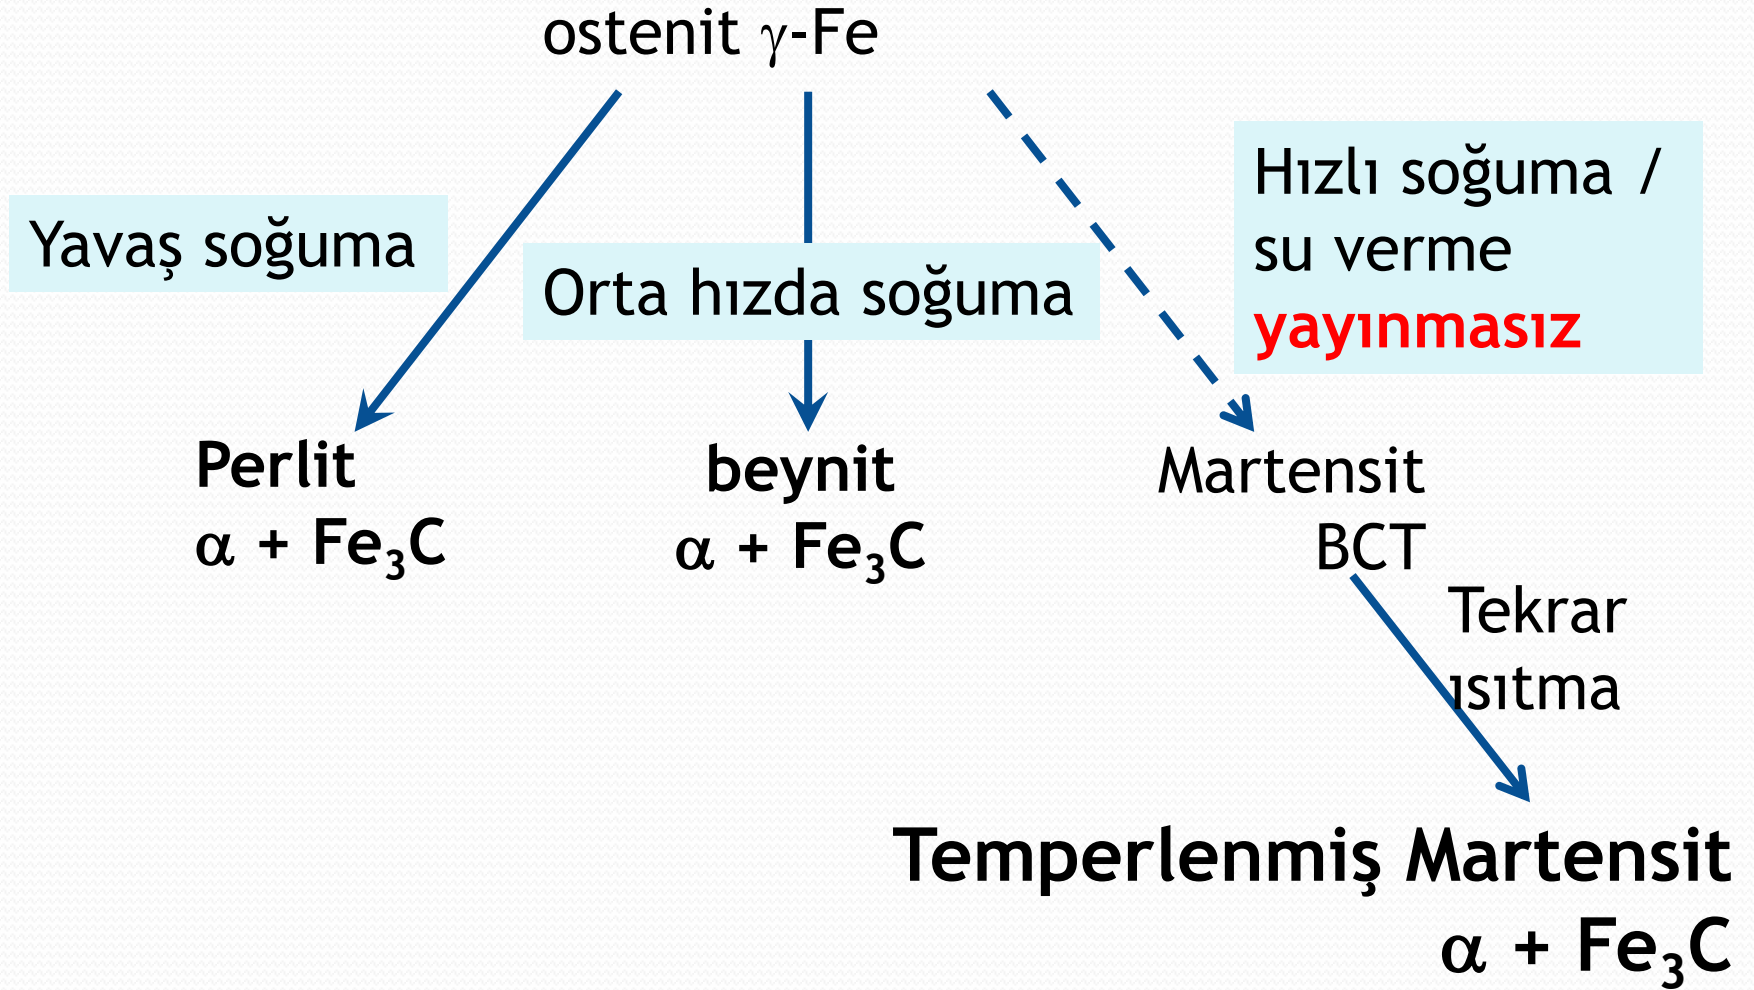 ostenit γ-Fe
Yavaş soğuma
Orta hızda soğuma
Hızlı soğuma /
su verme
yayınmasız
Perlit
α + Fe₃C
beynit
α + Fe₃C
Martensit
BCT
Tekrar
ısıtma
Temperlenmiş Martensit
α + Fe₃C